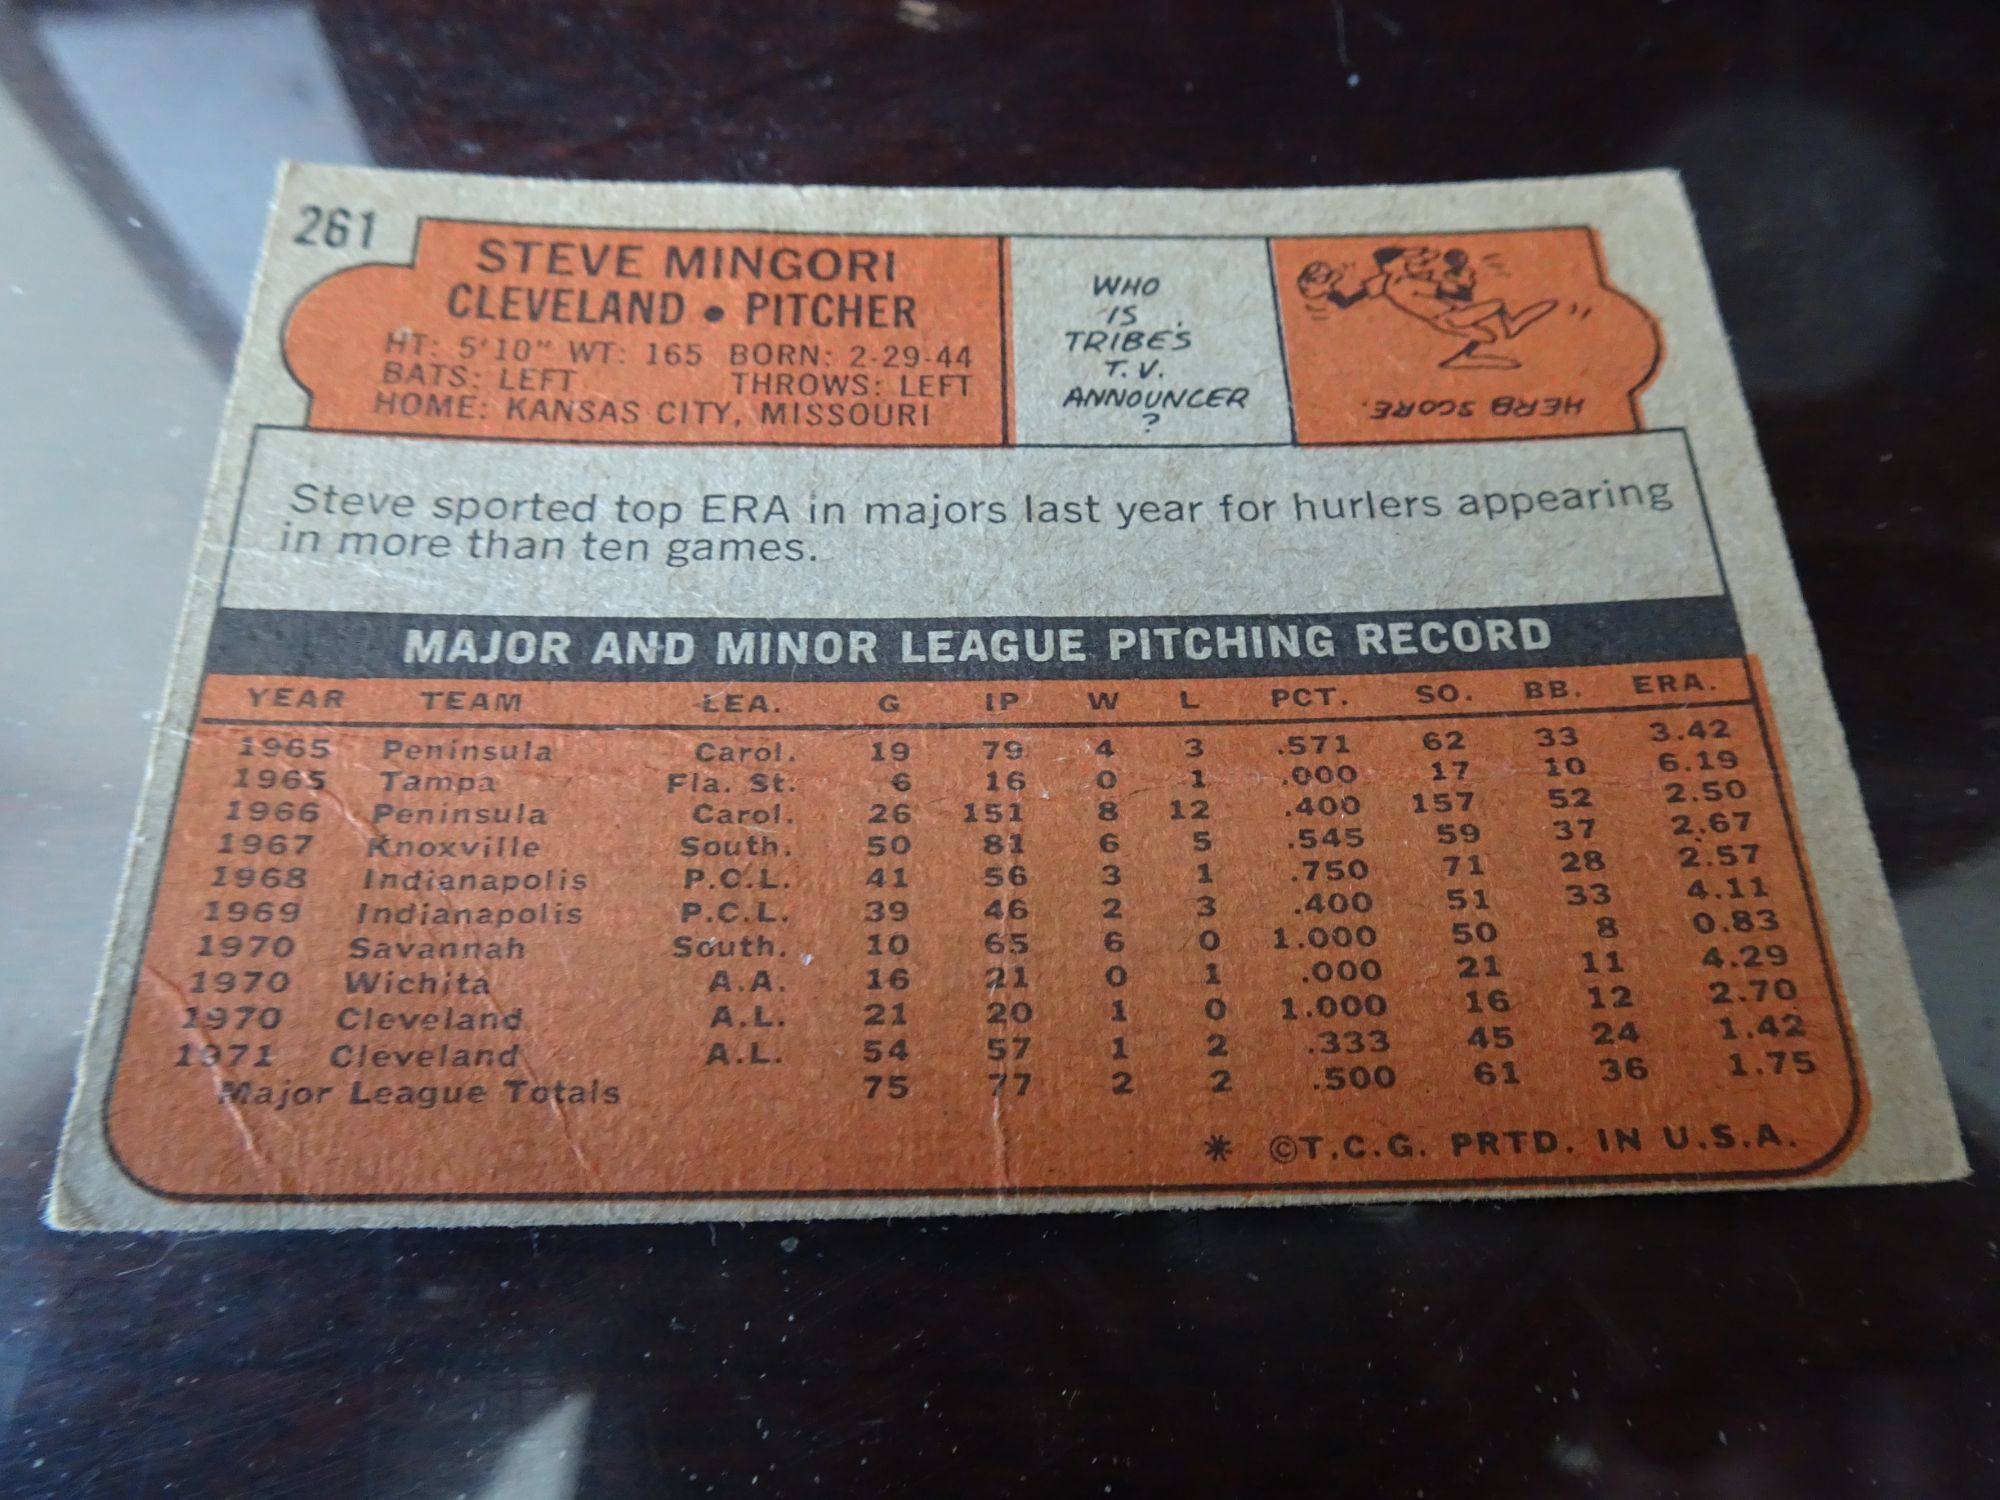 261
STEVE MINGORI
CLEVELAND • PITCHER
HT: 5'10" WT: 165 BORN: 2-29-44
BATS: LEFT THROWS: LEFT
HOME: KANSAS CITY, MISSOURI
WHO
IS
TRIBE'S
T.V.
ANNOUNCER
?
HERB SCORE.
Steve sported top ERA in majors last year for hurlers appearing
in more than ten games.
MAJOR AND MINOR LEAGUE PITCHING RECORD
YEAR TEAM LEA. G IP W L PCT. SO. BB. ERA.
1965 Peninsula Carol. 19 79 4 3 .571 62 33 3.42
1965 Tampa Fla. St. 6 16 0 1 .000 17 10 6.19
1966 Peninsula Carol. 26 151 8 12 .400 157 52 2.50
1967 Knoxville South. 50 81 6 5 .545 59 37 2.67
1968 Indianapolis P.C.L. 41 56 3 1 .750 71 28 2.57
1969 Indianapolis P.C.L. 39 46 2 3 .400 51 33 4.11
1970 Savannah South. 10 65 6 0 1.000 50 8 0.83
1970 Wichita A.A. 16 21 0 1 .000 21 11 4.29
1970 Cleveland A.L. 21 20 1 0 1.000 16 12 2.70
1971 Cleveland A.L. 54 57 1 2 .333 45 24 1.42
Major League Totals 75 77 2 2 .500 61 36 1.75
* ©T.C.G. PRTD. IN U.S.A.